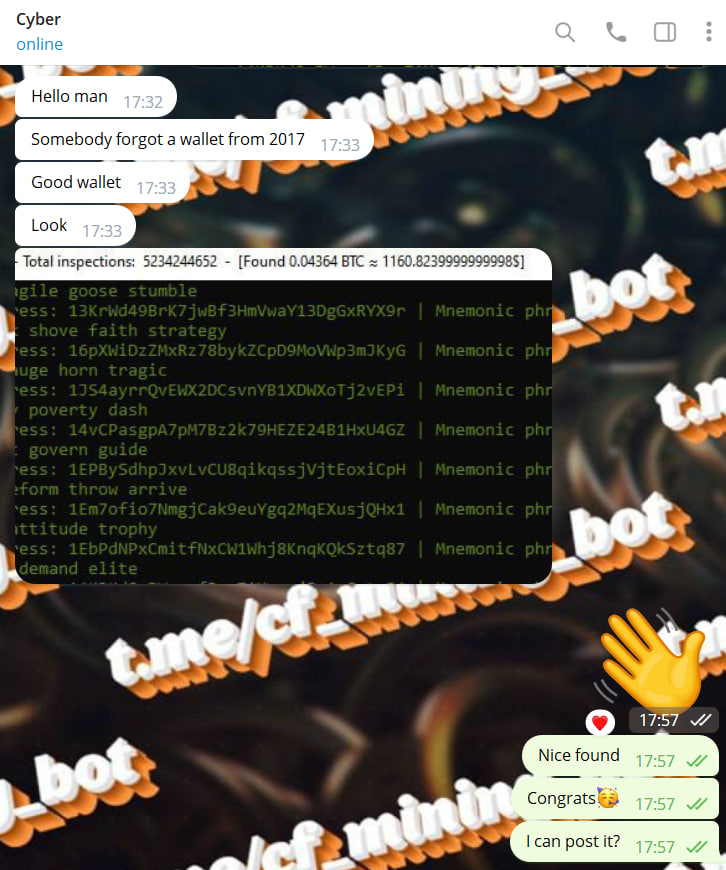 Cyber
online
Hello man 17:32
Somebody forgot a wallet from 2017 17:33
Good wallet 17:33
Look 17:33
- Total inspections: 5234244652 - [Found 0.04364 BTC ≈ 1160.8239999999998$]
agile goose stumble
ress: 13KrWd49BrK7jwBf3HmVwaY13DgGxRYX9r | Mnemonic phr
t shove faith strategy
ress: 16pXWiDzZMxRz78bykZCpD9MoVWp3mJKyG | Mnemonic phr
huge horn tragic
ress: 1JS4ayrrQvEWX2DCsvnYB1XDWXoTj2vEPi | Mnemonic phr
y poverty dash
ress: 14vCPasgpA7pM7Bz2k79HEZE24B1HxU4GZ | Mnemonic phr
t govern guide
ress: 1EPBySdhpJxvLvCU8qikqssjVjtEoxiCpH | Mnemonic phr
eform throw arrive
ress: 1Em7ofio7NmgjCak9euYgq2MqEXusjQHx1 | Mnemonic phr
attitude trophy
ress: 1EbPdNPxCmitfNxCW1Whj8KnqKQkSztq87 | Mnemonic phr
demand elite
t.me/cf_mining_bot
17:57
Nice found 17:57
Congrats🥳 17:57
I can post it? 17:57